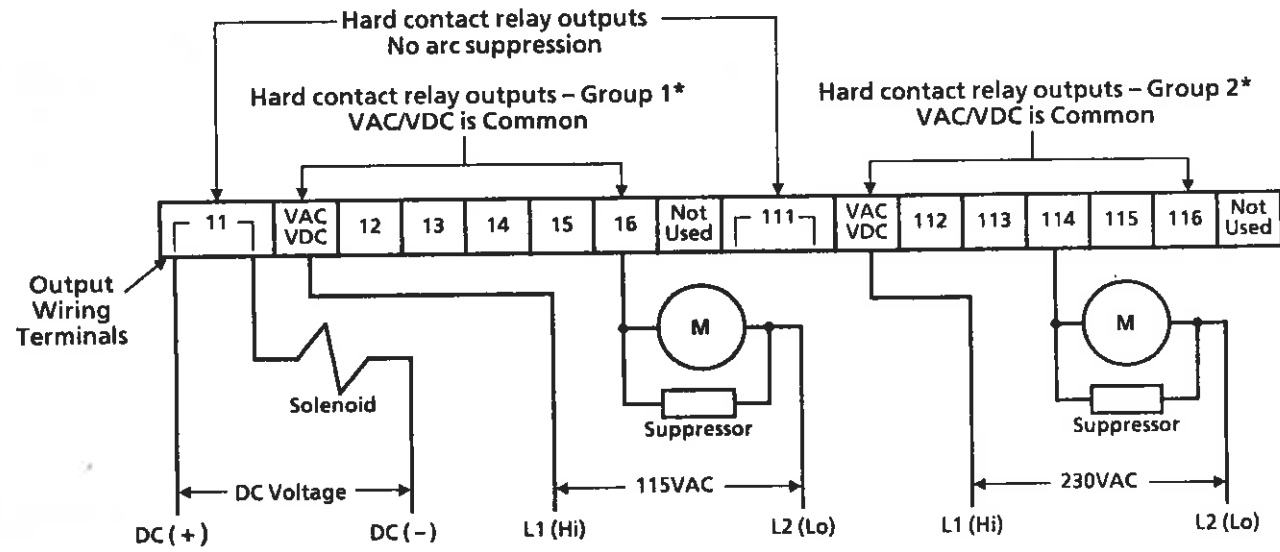 Hard contact relay outputs
No arc suppression
Hard contact relay outputs – Group 1*
VAC/VDC is Common
Hard contact relay outputs – Group 2*
VAC/VDC is Common
11
VAC
VDC
12
13
14
15
16
Not
Used
111
VAC
VDC
112
113
114
115
116
Not
Used
Output
Wiring
Terminals
Solenoid
M
Suppressor
M
Suppressor
DC Voltage
115VAC
230VAC
DC (+)
DC (–)
L1 (Hi)
L2 (Lo)
L1 (Hi)
L2 (Lo)